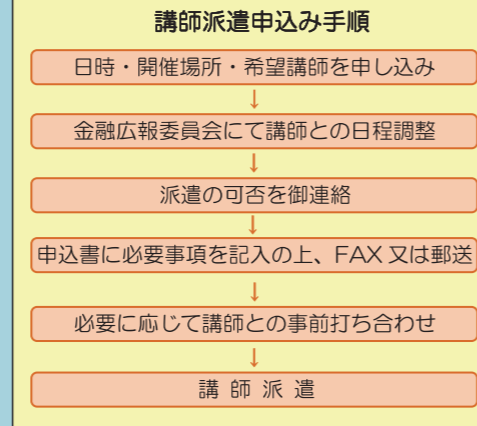 講師派遣申込み手順
日時・開催場所・希望講師を申し込み
↓
金融広報委員会にて講師との日程調整
↓
派遣の可否を御連絡
↓
申込書に必要事項を記入の上、FAX 又は郵送
↓
必要に応じて講師との事前打ち合わせ
↓
講 師 派 遣